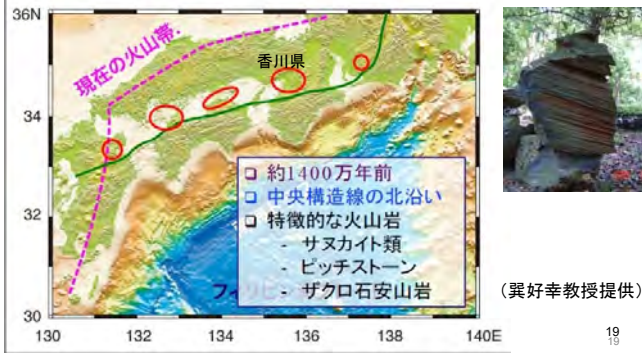 36N
現在の火山帯.
香川県
34
□ 約1400万年前
□ 中央構造線の北沿い
32
□ 特徴的な火山岩
- サヌカイト類
- ピッチストーン
フィリピン
- ザクロ石安山岩
30
130 132 134 136 138 140E
(巽好幸教授提供)
19
19